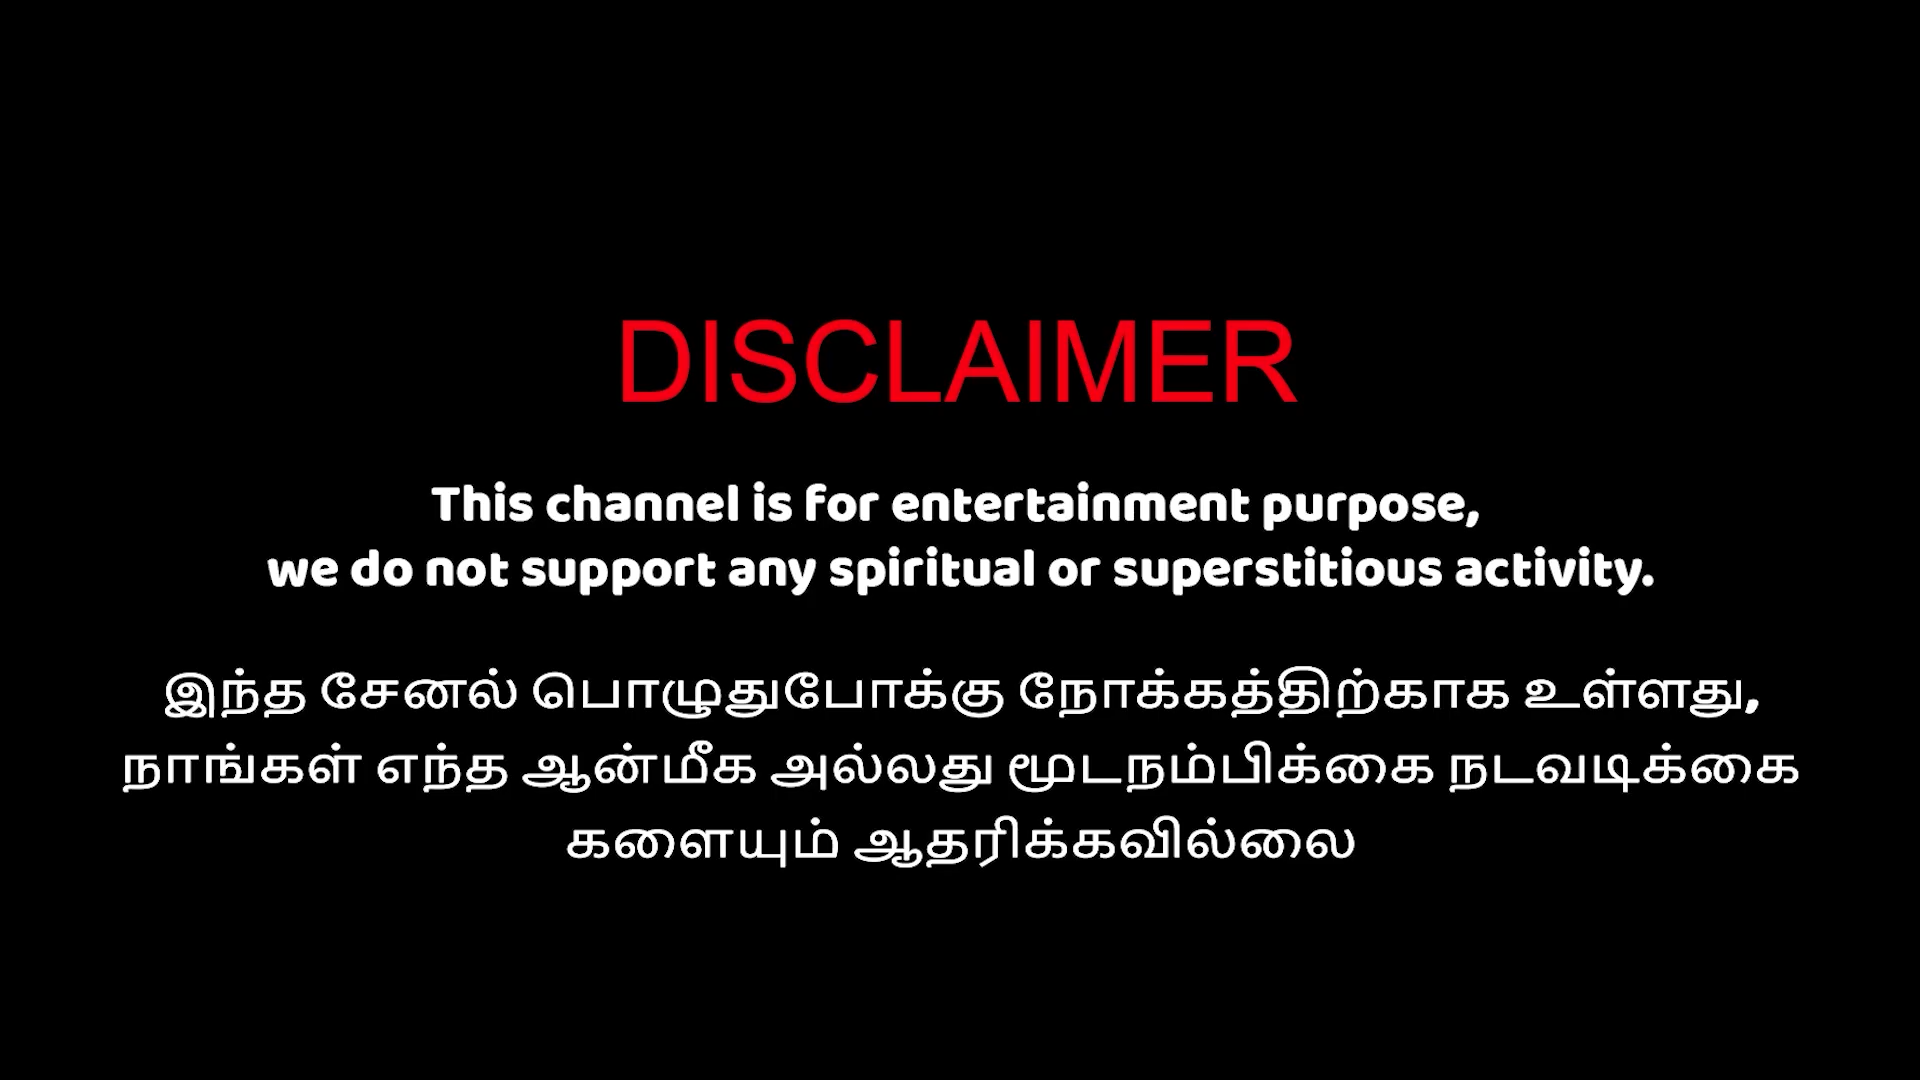 DISCLAIMER
This channel is for entertainment purpose,
we do not support any spiritual or superstitious activity.
இந்த சேனல் பொழுதுபோக்கு நோக்கத்திற்காக உள்ளது,
நாங்கள் எந்த ஆன்மீக அல்லது மூடநம்பிக்கை நடவடிக்கை
களையும் ஆதரிக்கவில்லை